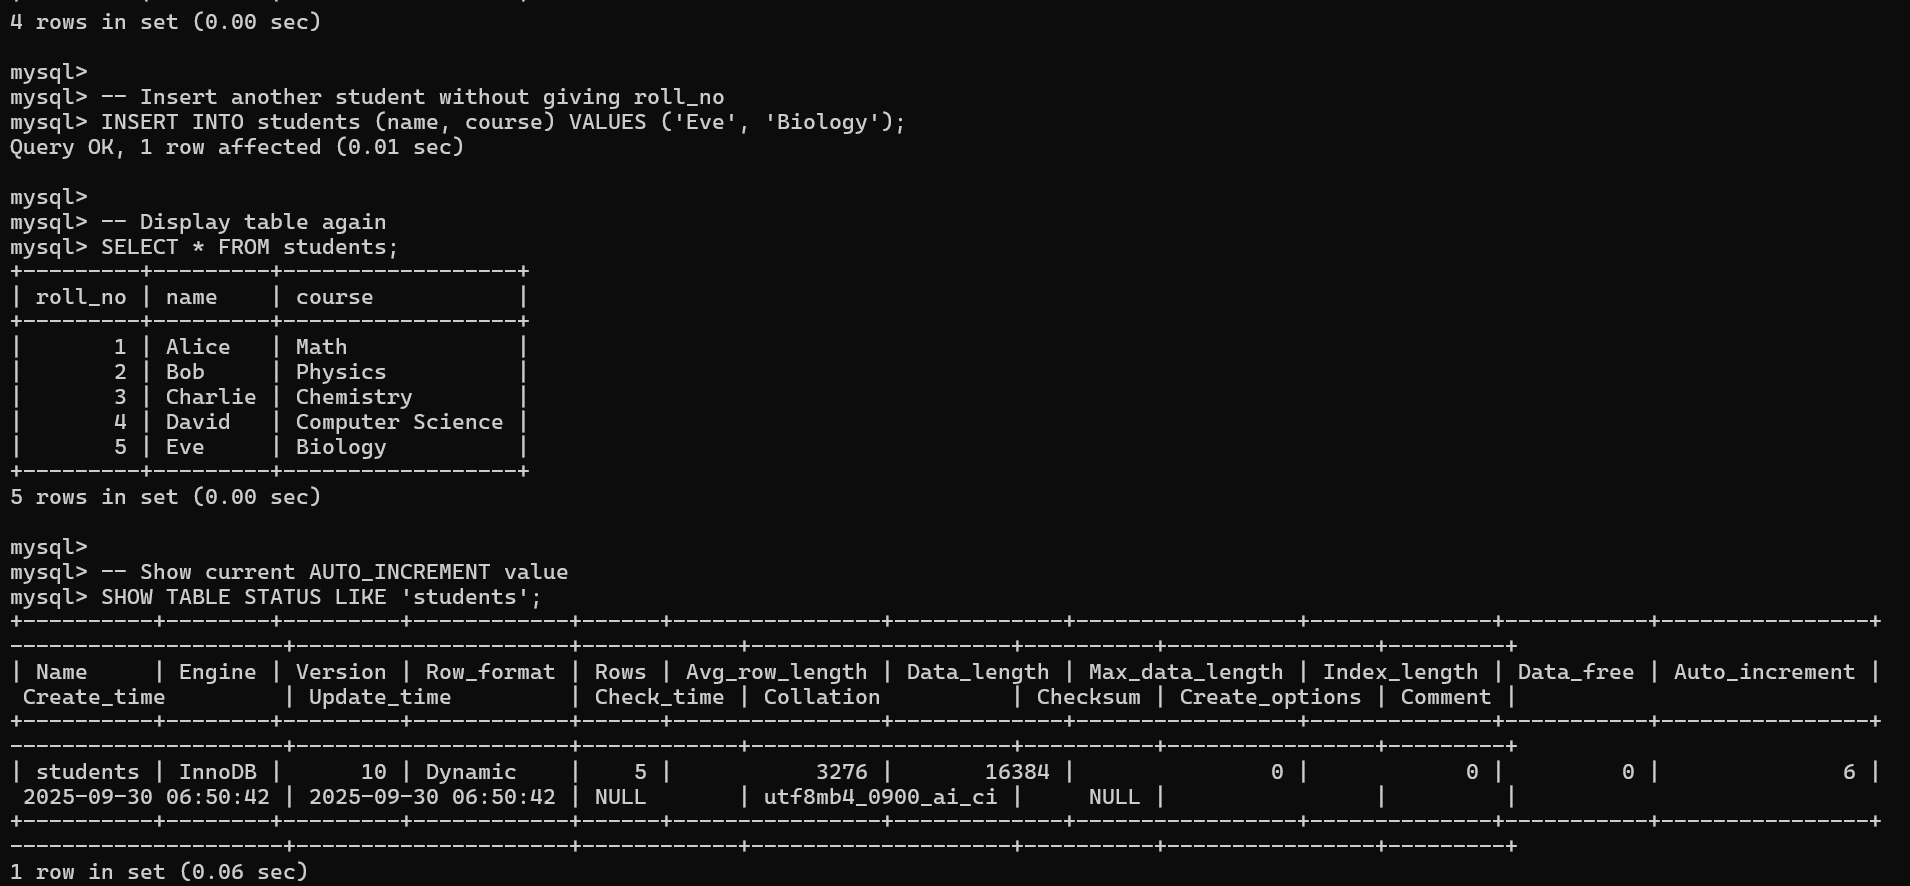 4 rows in set (0.00 sec)
mysql>
mysql> -- Insert another student without giving roll_no
mysql> INSERT INTO students (name, course) VALUES ('Eve', 'Biology');
Query OK, 1 row affected (0.01 sec)
mysql>
mysql> -- Display table again
mysql> SELECT * FROM students;
+---------+---------+------------------+
| roll_no | name    | course           |
+---------+---------+------------------+
|       1 | Alice   | Math             |
|       2 | Bob     | Physics          |
|       3 | Charlie | Chemistry        |
|       4 | David   | Computer Science |
|       5 | Eve     | Biology          |
+---------+---------+------------------+
5 rows in set (0.00 sec)
mysql>
mysql> -- Show current AUTO_INCREMENT value
mysql> SHOW TABLE STATUS LIKE 'students';
+----------+--------+---------+------------+------+----------------+-------------+-----------------+--------------+-----------+----------------+
---------------------+---------------------+------------+--------------------+----------+----------------+---------+
| Name     | Engine | Version | Row_format | Rows | Avg_row_length | Data_length | Max_data_length | Index_length | Data_free | Auto_increment |
 Create_time         | Update_time         | Check_time | Collation          | Checksum | Create_options | Comment |
+----------+--------+---------+------------+------+----------------+-------------+-----------------+--------------+-----------+----------------+
---------------------+---------------------+------------+--------------------+----------+----------------+---------+
| students | InnoDB |      10 | Dynamic    |    5 |           3276 |       16384 |               0 |            0 |         0 |              6 |
 2025-09-30 06:50:42 | 2025-09-30 06:50:42 | NULL       | utf8mb4_0900_ai_ci |     NULL |                |         |
+----------+--------+---------+------------+------+----------------+-------------+-----------------+--------------+-----------+----------------+
---------------------+---------------------+------------+--------------------+----------+----------------+---------+
1 row in set (0.06 sec)